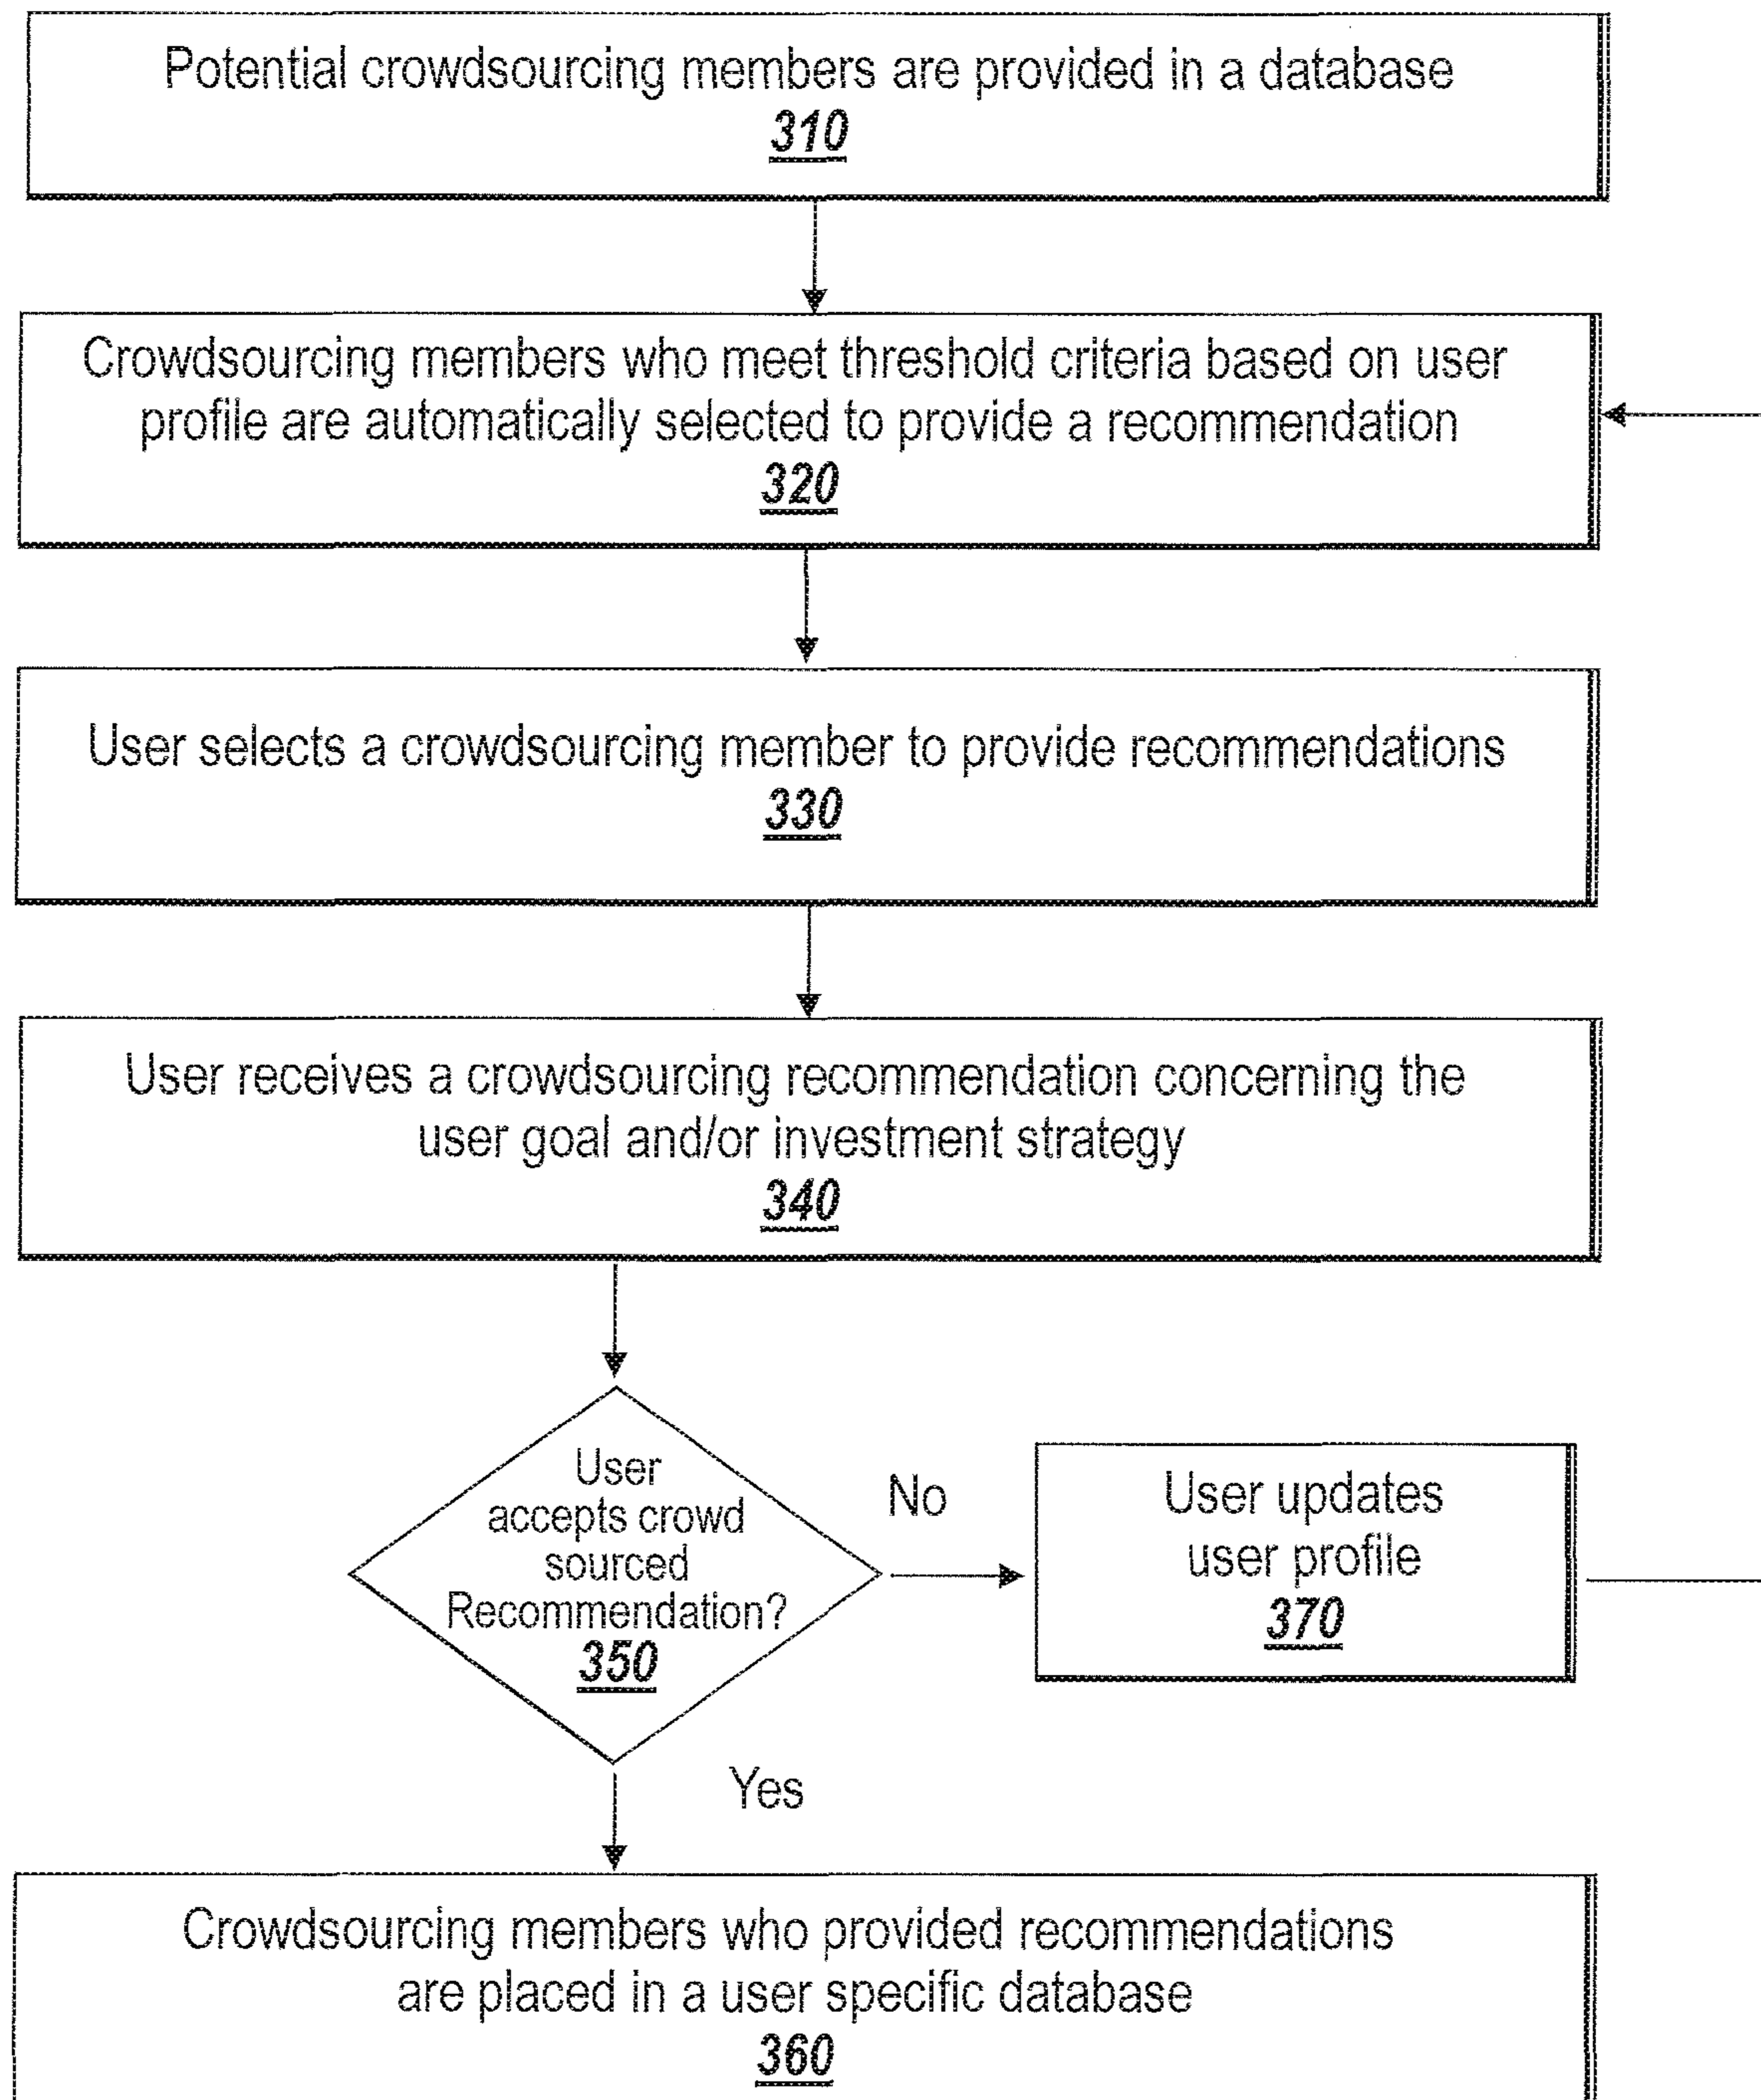 Potential crowdsourcing members are provided in a database
310
Crowdsourcing members who meet threshold criteria based on user
profile are automatically selected to provide a recommendation
320
User selects a crowdsourcing member to provide recommendations
330
User receives a crowdsourcing recommendation concerning the
user goal and/or investment strategy
340
User
accepts crowd
sourced
Recommendation?
350
No
User updates
user profile
370
Yes
Crowdsourcing members who provided recommendations
are placed in a user specific database
360